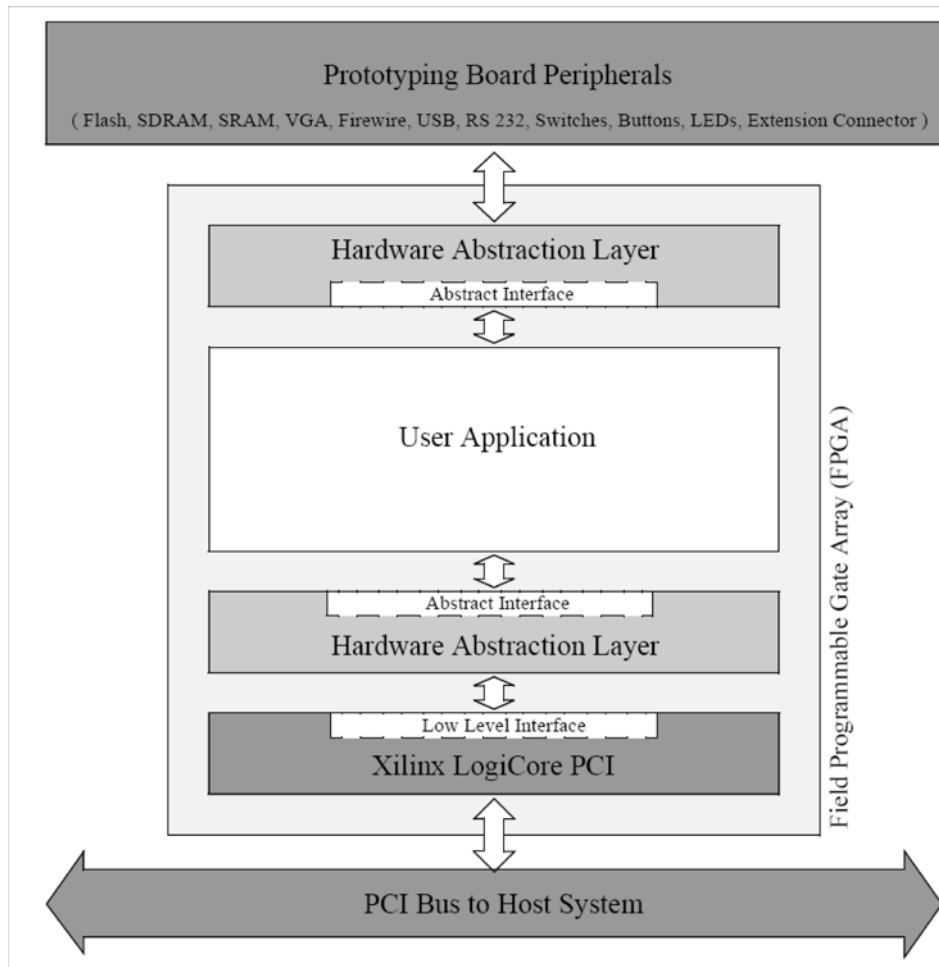 Prototyping Board Peripherals
( Flash, SDRAM, SRAM, VGA, Firewire, USB, RS 232, Switches, Buttons, LEDs, Extension Connector )
Hardware Abstraction Layer
Abstract Interface
User Application
Field Programmable Gate Array (FPGA)
Abstract Interface
Hardware Abstraction Layer
Low Level Interface
Xilinx LogiCore PCI
PCI Bus to Host System